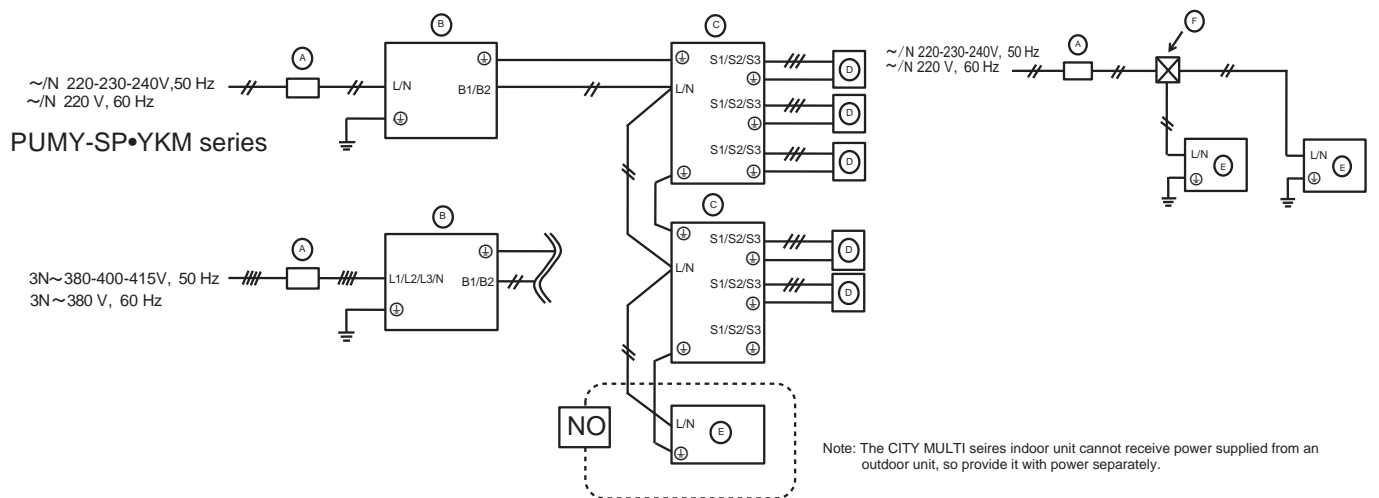 B
C
F
A
⏚
S1/S2/S3
⏚
D
~/N 220-230-240V, 50 Hz
~/N 220 V, 60 Hz
A
~/N 220-230-240V,50 Hz
~/N 220 V, 60 Hz
L/N
B1/B2
L/N
S1/S2/S3
⏚
D
⏚
PUMY-SP•YKM series
S1/S2/S3
⏚
⏚
D
L/N
⏚
E
L/N
⏚
E
B
C
A
⏚
⏚
S1/S2/S3
⏚
D
3N~380-400-415V, 50 Hz
3N~380 V, 60 Hz
L1/L2/L3/N
B1/B2
L/N
S1/S2/S3
⏚
D
⏚
S1/S2/S3
⏚
⏚
NO
L/N
⏚
E
Note: The CITY MULTI seires indoor unit cannot receive power supplied from an
outdoor unit, so provide it with power separately.